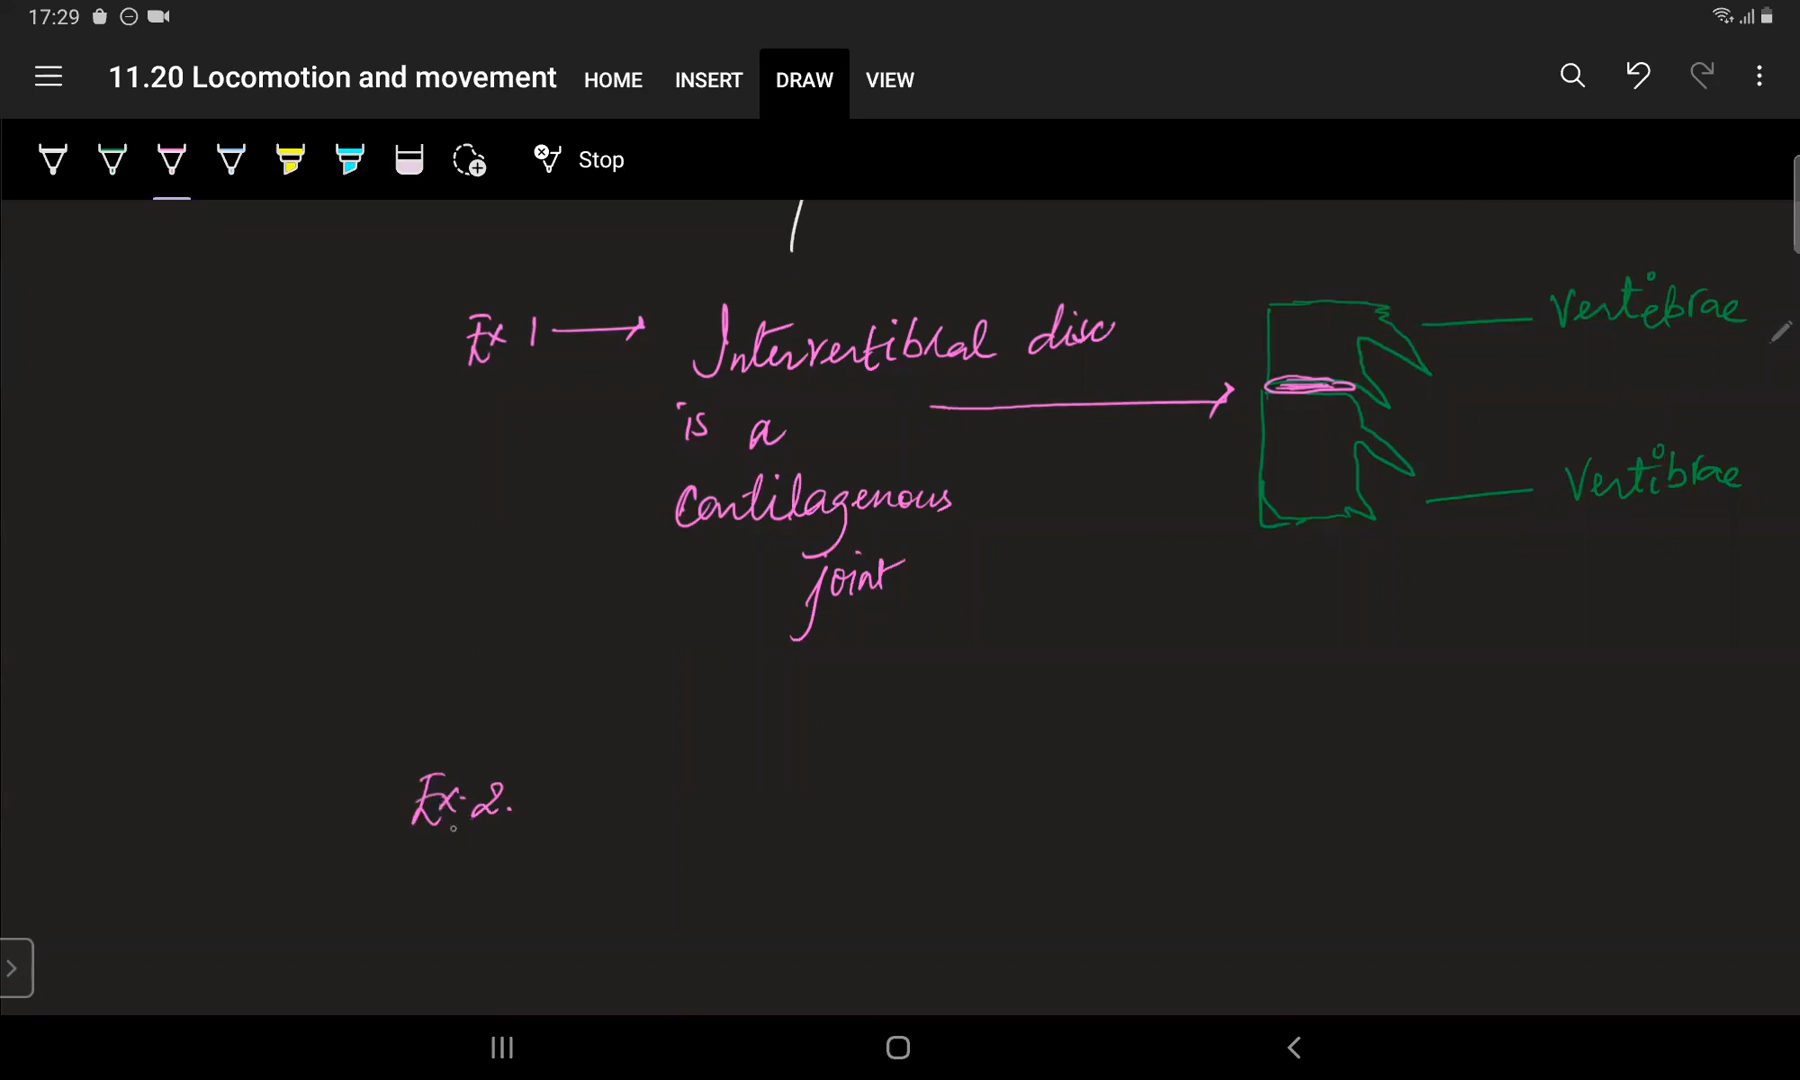 17:29
11.20 Locomotion and movement HOME INSERT DRAW VIEW
Stop
Ex 1 → Intervertibral disc
is a
Cartilagenous
joint
Vertebrae
Vertibrae
Ex. 2.